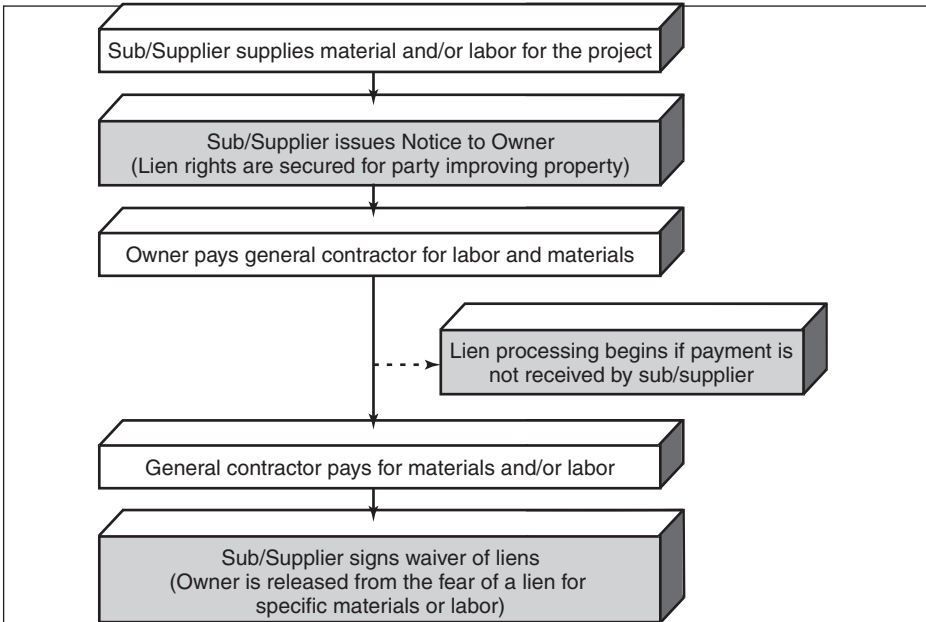 Sub/Supplier supplies material and/or labor for the project
Sub/Supplier issues Notice to Owner
(Lien rights are secured for party improving property)
Owner pays general contractor for labor and materials
Lien processing begins if payment is
not received by sub/supplier
General contractor pays for materials and/or labor
Sub/Supplier signs waiver of liens
(Owner is released from the fear of a lien for
specific materials or labor)